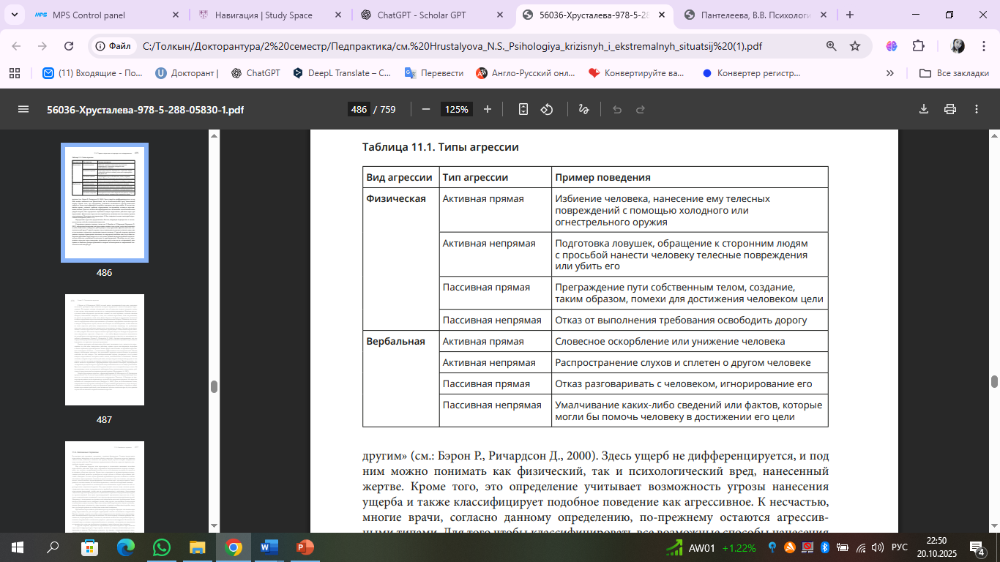 MPS Control panel
Навигация | Study Space
ChatGPT - Scholar GPT
56036-Хрусталева-978-5-28
Пантелеева, В.В. Психологи
Файл
C:/Толкын/Докторантура/2%20семестр/Педпрактика/см.%20Hrustalyova_N.S._Psihologiya_krizisnyh_i_ekstremalnyh_situatsij%20(1).pdf
(11) Входящие - По...
Докторант |
ChatGPT
DeepL Translate – C...
Перевести
Англо-Русский онл...
Конвертируйте ва...
Конвертер регистр...
Все закладки
56036-Хрусталева-978-5-288-05830-1.pdf
486 / 759
125%
486
487
Таблица 11.1. Типы агрессии
Вид агрессии Тип агрессии Пример поведения
Физическая Активная прямая Избиение человека, нанесение ему телесных
повреждений с помощью холодного или
огнестрельного оружия
Активная непрямая Подготовка ловушек, обращение к сторонним людям
с просьбой нанести человеку телесные повреждения
или убить его
Пассивная прямая Преграждение пути собственным телом, создание,
таким образом, помехи для достижения человеком цели
Пассивная непрямая Отказ от выполнения требования освободить дорогу
Вербальная Активная прямая Словесное оскорбление или унижение человека
Активная непрямая Распространение слухов и сплетен о другом человеке
Пассивная прямая Отказ разговаривать с человеком, игнорирование его
Пассивная непрямая Умалчивание каких-либо сведений или фактов, которые
могли бы помочь человеку в достижении его цели
другим» (см.: Бэрон Р., Ричардсон Д., 2000). Здесь ущерб не дифференцируется, и под
ним можно понимать как физический, так и психологический вред, нанесенный
жертве. Кроме того, это определение учитывает возможность угрозы нанесения
ущерба и также классифицирует подобное поведение как агрессивное. К несчастью,
многие врачи, согласно данному определению, по-прежнему остаются агрессив-
AW01 +1.22%
РУС
22:50
20.10.2025
4